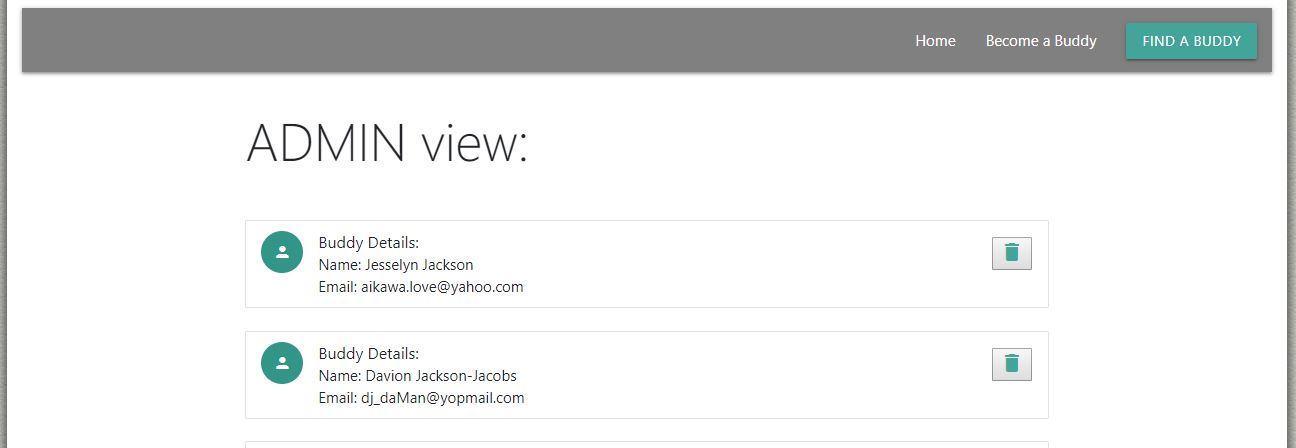 Home Become a Buddy FIND A BUDDY
ADMIN view:
Buddy Details:
Name: Jesselyn Jackson
Email: aikawa.love@yahoo.com
Buddy Details:
Name: Davion Jackson-Jacobs
Email: dj_daMan@yopmail.com